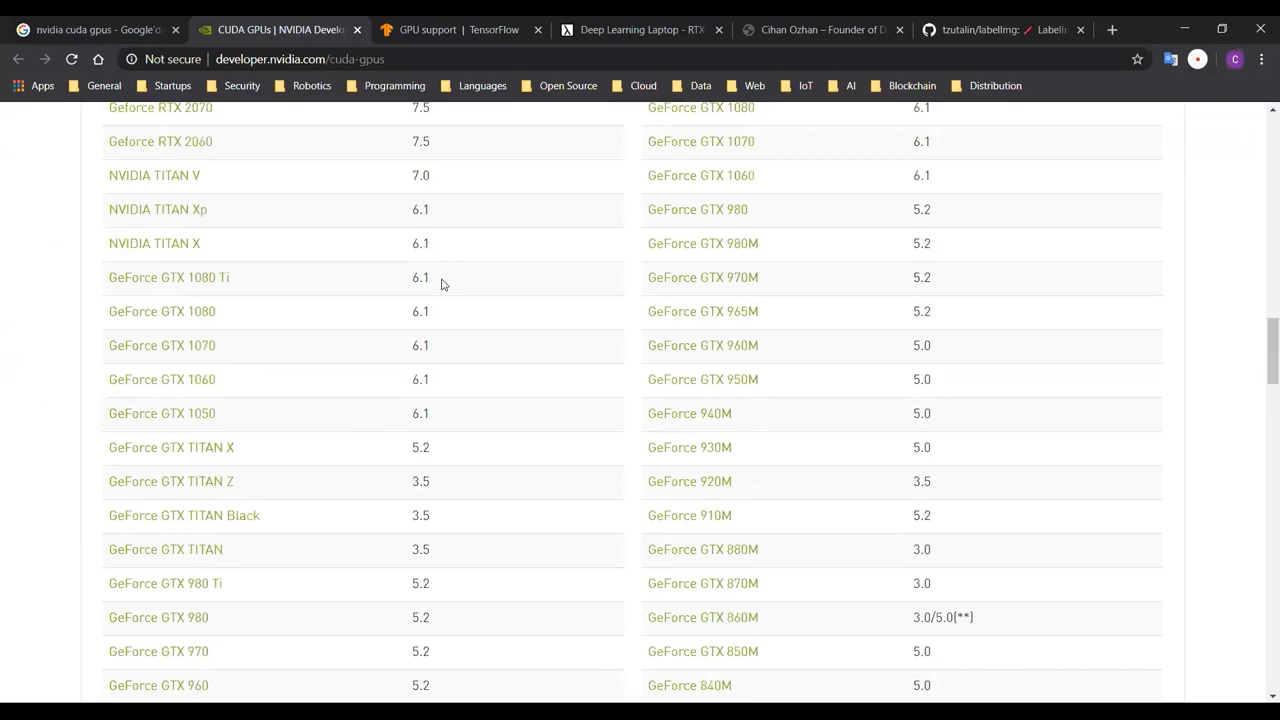 nvidia cuda gpus - Google'd
CUDA GPUs | NVIDIA Develo
GPU support | TensorFlow
Deep Learning Laptop - RTX
Cihan Ozhan – Founder of D
tzutalin/labelImg: LabelI
Not secure developer.nvidia.com/cuda-gpus
C
Apps General Startups Security Robotics Programming Languages Open Source Cloud Data Web IoT AI Blockchain Distribution
Geforce RTX 2070 7.5 GeForce GTX 1080 6.1
Geforce RTX 2060 7.5 GeForce GTX 1070 6.1
NVIDIA TITAN V 7.0 GeForce GTX 1060 6.1
NVIDIA TITAN Xp 6.1 GeForce GTX 980 5.2
NVIDIA TITAN X 6.1 GeForce GTX 980M 5.2
GeForce GTX 1080 Ti 6.1 GeForce GTX 970M 5.2
GeForce GTX 1080 6.1 GeForce GTX 965M 5.2
GeForce GTX 1070 6.1 GeForce GTX 960M 5.0
GeForce GTX 1060 6.1 GeForce GTX 950M 5.0
GeForce GTX 1050 6.1 GeForce 940M 5.0
GeForce GTX TITAN X 5.2 GeForce 930M 5.0
GeForce GTX TITAN Z 3.5 GeForce 920M 3.5
GeForce GTX TITAN Black 3.5 GeForce 910M 5.2
GeForce GTX TITAN 3.5 GeForce GTX 880M 3.0
GeForce GTX 980 Ti 5.2 GeForce GTX 870M 3.0
GeForce GTX 980 5.2 GeForce GTX 860M 3.0/5.0(**)
GeForce GTX 970 5.2 GeForce GTX 850M 5.0
GeForce GTX 960 5.2 GeForce 840M 5.0